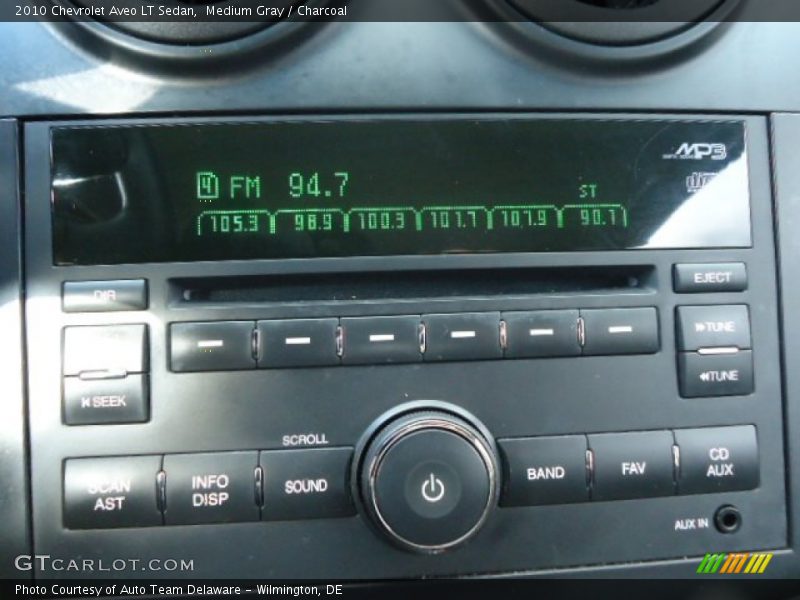 2010 Chevrolet Aveo LT Sedan, Medium Gray / Charcoal
MP3
4 FM 94.7
ST
105.3 98.9 100.3 101.1 107.9 90.1
DIR
EJECT
TUNE
SEEK
TUNE
SCROLL
SCAN AST
INFO DISP
SOUND
BAND
FAV
CD AUX
AUX IN
GTCARLOT.COM
Photo Courtesy of Auto Team Delaware - Wilmington, DE